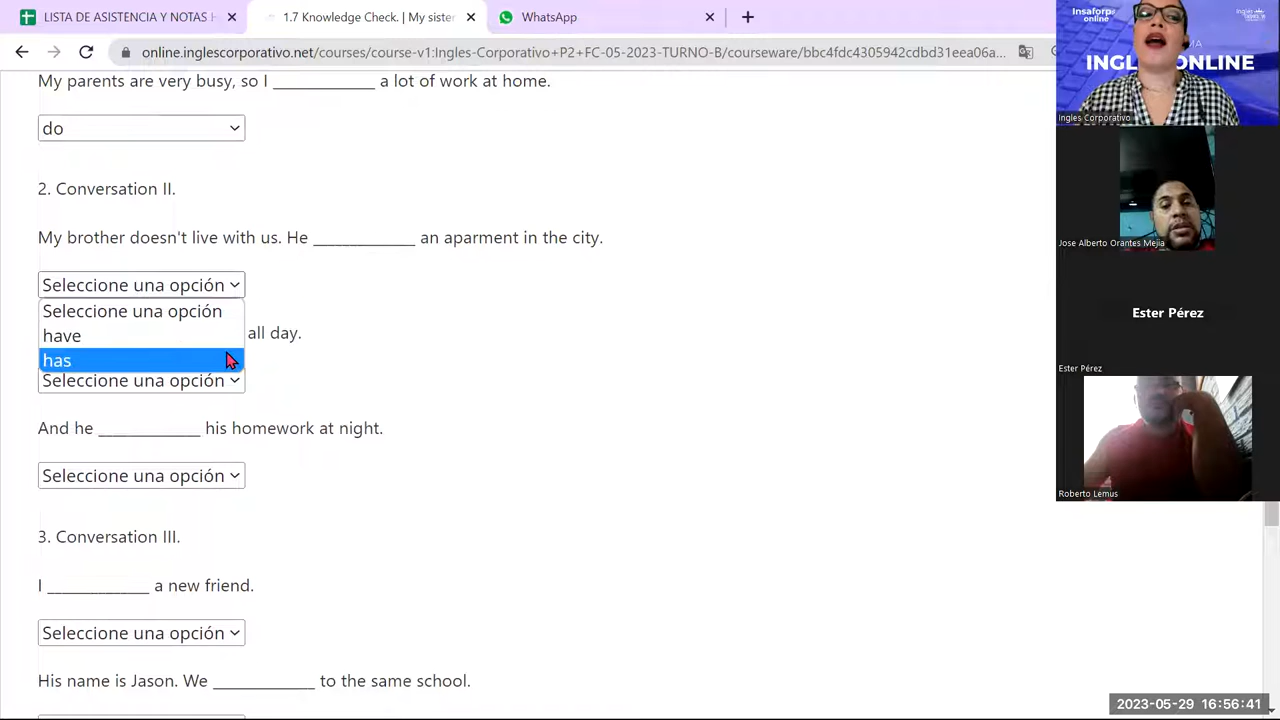 LISTA DE ASISTENCIA Y NOTAS
1.7 Knowledge Check | My sister
WhatsApp
online.inglescorporativo.net/courses/course-v1:Ingles-Corporativo+P2+FC-05-2023-TURNO-B/courseware/b1c4fdc4305942cdbd31eea06a...
My parents are very busy, so I ____________ a lot of work at home.
do
2. Conversation II.
My brother doesn't live with us. He ____________ an aparment in the city.
Seleccione una opción
Seleccione una opción
have
has
all day.
Seleccione una opción
And he ____________ his homework at night.
Seleccione una opción
3. Conversation III.
I ____________ a new friend.
Seleccione una opción
His name is Jason. We ____________ to the same school.
Insaforp
online
INGL
ONLINE
Ingles Corporativo
Jose Alberto Orantes Mejia
Ester Pérez
Ester Pérez
Roberto Lemus
2023-05-29 16:56:41